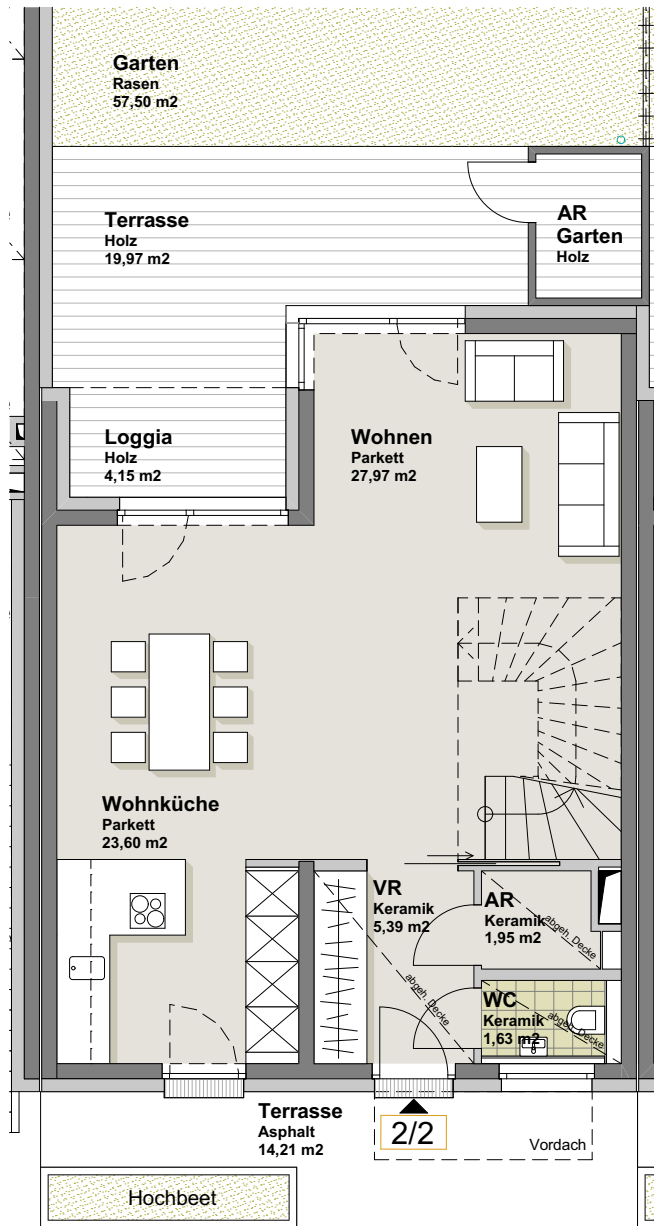 Garten
Rasen
57,50 m2
Terrasse
Holz
19,97 m2
AR
Garten
Holz
Loggia
Holz
4,15 m2
Wohnen
Parkett
27,97 m2
Wohnküche
Parkett
23,60 m2
VR
Keramik
5,39 m2
abgeh. Decke
AR
Keramik
1,95 m2
abgeh. Decke
WC
Keramik
1,63 m2
abgeh. Decke
Terrasse
Asphalt
14,21 m2
2/2
Vordach
Hochbeet